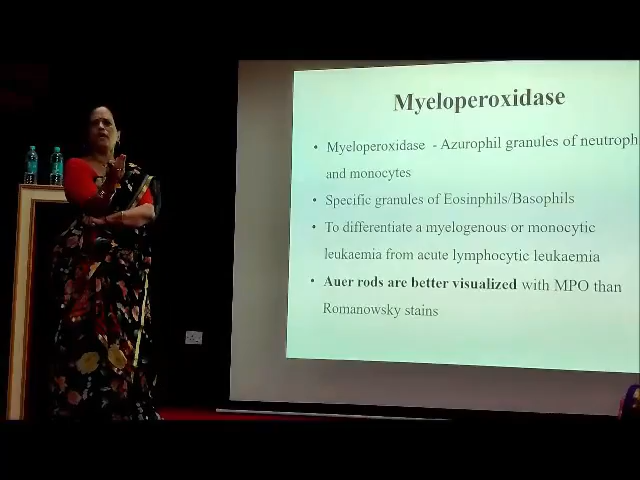 Myeloperoxidase
• Myeloperoxidase - Azurophil granules of neutroph
and monocytes
• Specific granules of Eosinphils/Basophils
• To differentiate a myelogenous or monocytic
leukaemia from acute lymphocytic leukaemia
• Auer rods are better visualized with MPO than
Romanowsky stains